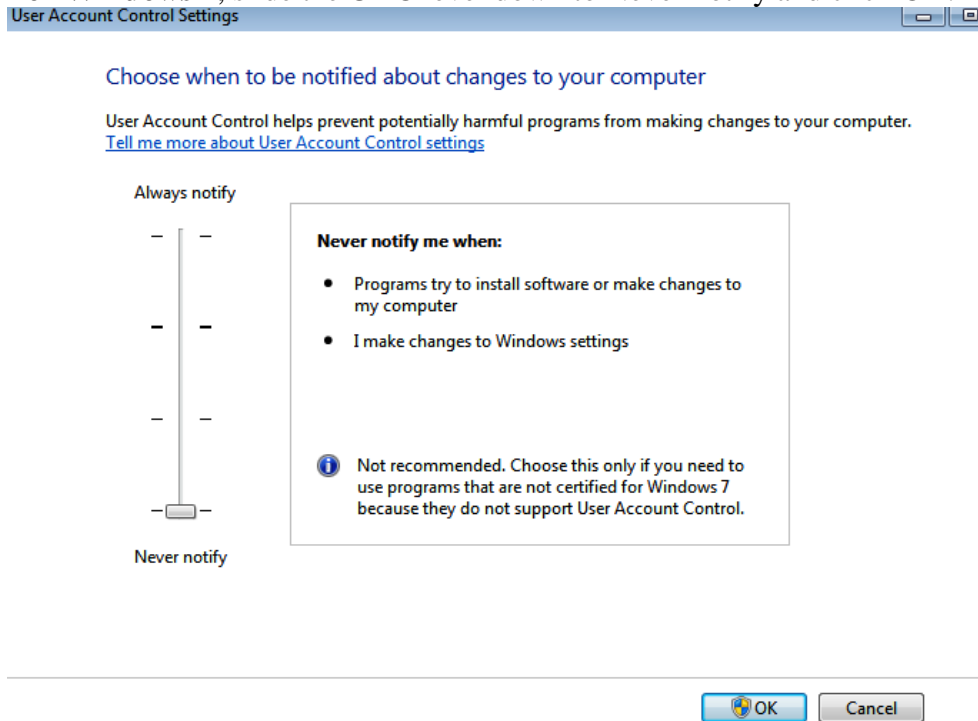 User Account Control Settings
Choose when to be notified about changes to your computer
User Account Control helps prevent potentially harmful programs from making changes to your computer.
Tell me more about User Account Control settings
Always notify
Never notify me when:
Programs try to install software or make changes to
my computer
I make changes to Windows settings
Not recommended. Choose this only if you need to
use programs that are not certified for Windows 7
because they do not support User Account Control.
Never notify
OK
Cancel